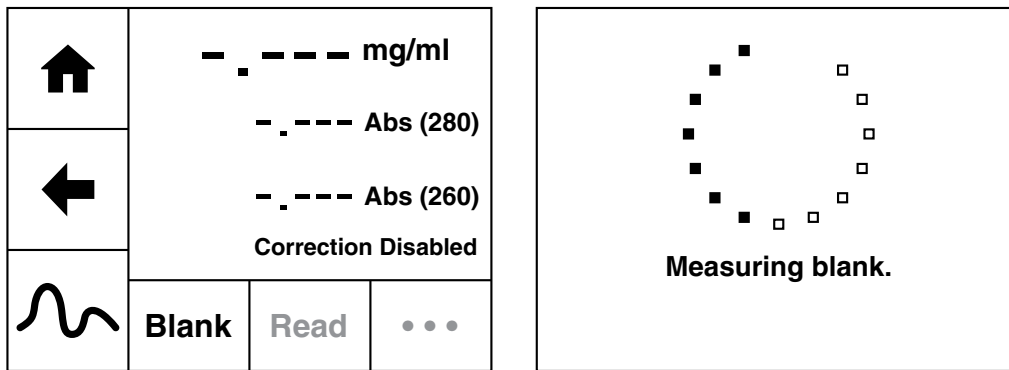 -.--- mg/ml
-.--- Abs (280)
-.--- Abs (260)
Correction Disabled
Blank Read •••
Measuring blank.